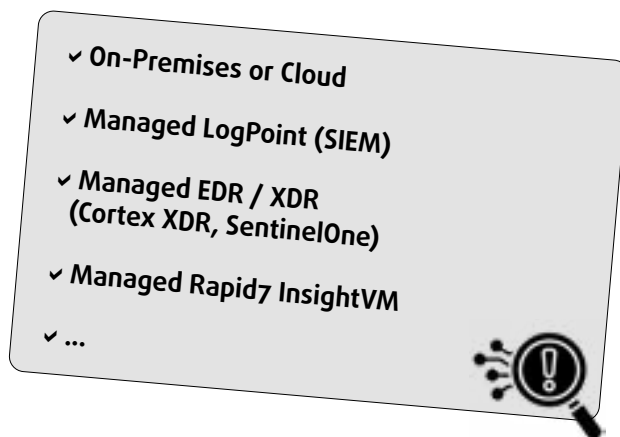 ✓ On-Premises or Cloud
✓ Managed LogPoint (SIEM)
✓ Managed EDR / XDR
(Cortex XDR, SentinelOne)
✓ Managed Rapid7 InsightVM
✓ ...